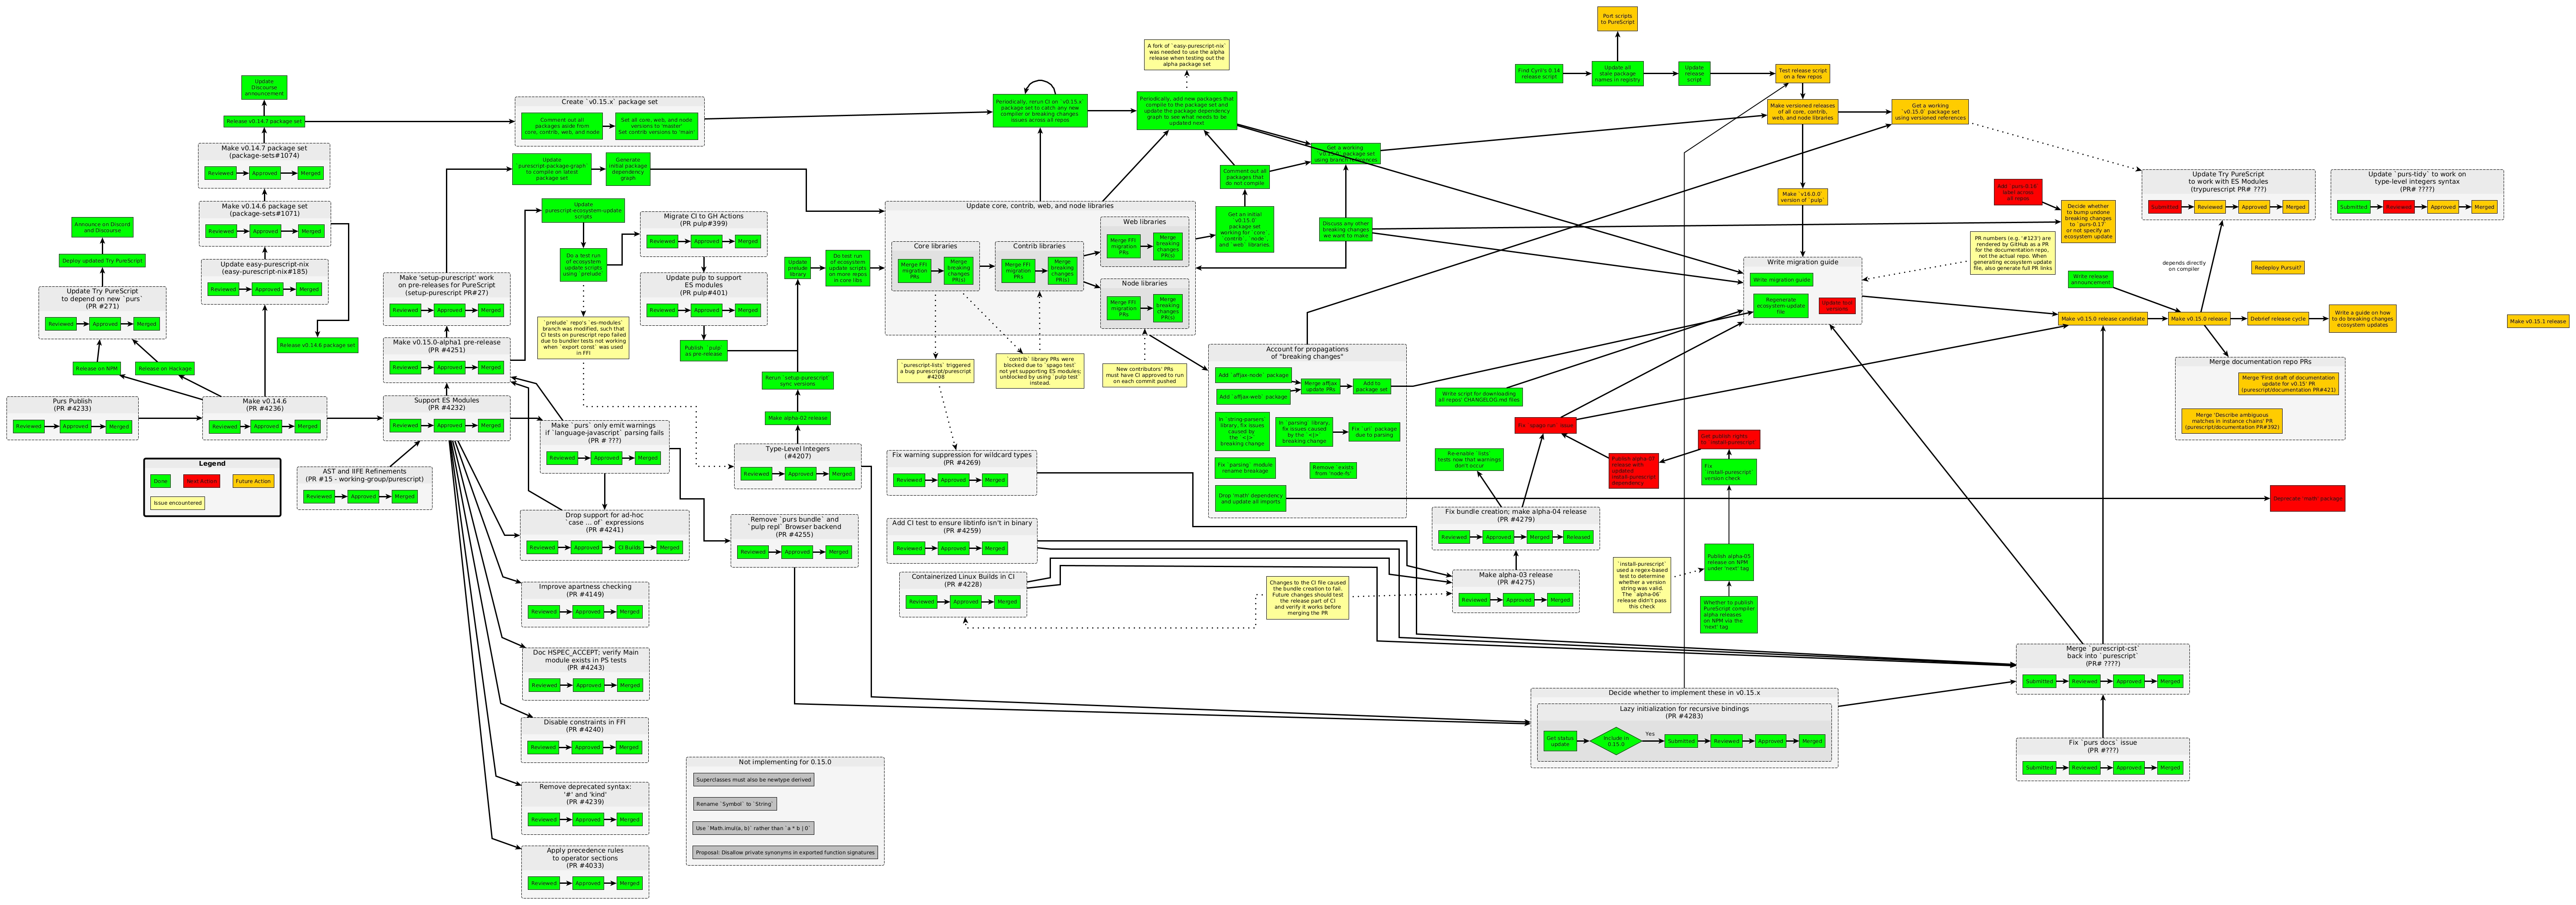 Port scripts
to PureScript
A fork of `easy-purescript-nix`
was needed to use the alpha
release when testing out the
alpha package set
Find Cyril's 0.14
release script
Update all
stale package
names in registry
Update
release
script
Test release script
on a few repos
Update
Discourse
announcement
Release v0.14.7 package set
Create `v0.15.x` package set
Comment out all
packages aside from
core, contrib, web, and node
Set all core, web, and node
versions to 'master'
Set contrib versions to 'main'
Periodically, rerun CI on `v0.15.x`
package set to catch any new
compiler or breaking changes
issues across all repos
Periodically, add new packages that
compile to the package set and
update the package dependency
graph to see what needs to be
updated next
Make versioned releases
of all core, contrib,
web, and node libraries
Get a working
`v0.15.0` package set
using versioned references
Make v0.14.7 package set
(package-sets#1074)
Reviewed
Approved
Merged
Update
purescript-package-graph
to compile on latest
package set
Generate
initial package
dependency
graph
Get a working
`v0.15.0` package set
using branch references
Comment out all
packages that
do not compile
Make `v16.0.0`
version of `pulp`
Update Try PureScript
to work with ES Modules
(trypurescript PR# ???)
Submitted
Reviewed
Approved
Merged
Update `purs-tidy` to work on
type-level integers syntax
(PR# ????)
Submitted
Reviewed
Approved
Merged
Decide whether
to bump undone
breaking changes
to `purs-0.17`
or not specify an
ecosystem update
Make v0.14.6 package set
(package-sets#1071)
Reviewed
Approved
Merged
Update
purescript-ecosystem-update
scripts
Migrate CI to GH Actions
(PR pulp#399)
Reviewed
Approved
Merged
Update core, contrib, web, and node libraries
Core libraries
Merge FFI
migration
PRs
Merge
breaking
changes
PR(s)
Contrib libraries
Merge FFI
migration
PRs
Merge
breaking
changes
PR(s)
Web libraries
Merge FFI
migration
PRs
Merge
breaking
changes
PR(s)
Node libraries
Merge FFI
migration
PRs
Merge
breaking
changes
PR(s)
Get an initial
`v0.15.0`
package set
working for `core`,
`contrib`, `node`,
and `web` libraries
Discuss any other
breaking changes
we want to make
PR numbers (e.g. '#123') are
rendered by GitHub as a PR
for the documentation repo,
not the actual repo. When
generating ecosystem update
file, also generate full PR links
Announce on Discord
and Discourse
Deploy updated Try PureScript
Update Try PureScript
to depend on new `purs`
(PR #271)
Reviewed
Approved
Merged
Update easy-purescript-nix
(easy-purescript-nix#185)
Reviewed
Approved
Merged
Release v0.14.6 package set
Make 'setup-purescript' work
on pre-releases for PureScript
(setup-purescript PR#27)
Reviewed
Approved
Merged
Do a test run
of ecosystem
update scripts
using `prelude`
Update pulp to support
ES modules
(PR pulp#401)
Reviewed
Approved
Merged
Update
prelude
library
Do test run
of ecosystem
update scripts
on more repos
in core libs
Write migration guide
Write migration guide
Regenerate
ecosystem-update
file
Write release
announcement
depends directly
on compiler
Redeploy Pursuit?
Make v0.15.0 release candidate
Make v0.15.0 release
Debrief release cycle
Write a guide on how
to do breaking changes
ecosystem updates
Make v0.15.1 release
`prelude` repo's `es-modules`
branch was modified, such that
CI tests on purescript repo failed
due to bundler tests not working
when `export const` was used
in FFI
Publish `pulp`
as pre-release
Release on NPM
Release on Hackage
Make v0.15.0-alpha1 pre-release
(PR #4251)
Reviewed
Approved
Merged
`purescript-lists` triggered
a bug purescript/purescript
#4208
`contrib` library PRs were
blocked due to `spago test`
not yet supporting ES modules;
unblocked by using `pulp test`
instead.
New contributors' PRs
must have CI approved to run
on each commit pushed
Account for propagations
of "breaking changes"
Add `affjax-node` package
Add `affjax-web` package
Merge affjax
update PRs
Add to
package set
In `string-parsers`
library, fix issues
caused by
the `<|>`
breaking change
In `parsing` library,
fix issues caused
by the `<|>`
breaking change
Fix `uri` package
due to parsing
Fix `parsing` module
rename breakage
Remove `exists`
from `node-fs`
Drop 'math' dependency
and update all imports
Merge documentation repo PRs
Merge 'First draft of documentation
update for v0.15' PR
(purescript/documentation PR#421)
Merge 'Describe ambiguous
matches in instance chains' PR
(purescript/documentation PR#392)
Rerun `setup-purescript`
sync versions
Make alpha-02 release
Write script for downloading
all repos' CHANGELOG.md files
Purs Publish
(PR #4233)
Reviewed
Approved
Merged
Make v0.14.6
(PR #4236)
Reviewed
Approved
Merged
Support ES Modules
(PR #4232)
Reviewed
Approved
Merged
Make `purs` only emit warnings
if `language-javascript` parsing fails
(PR # ???)
Reviewed
Approved
Merged
Type-Level Integers
(#4207)
Reviewed
Approved
Merged
Fix warning suppression for wildcard types
(PR #4269)
Reviewed
Approved
Merged
Re-enable `lists`
tests now that warnings
don't occur
Fix
`install-purescript`
version check
Legend
Done
Next Action
Future Action
Issue encountered
AST and IIFE Refinements
(PR #15 - working-group/purescript)
Reviewed
Approved
Merged
Drop support for ad-hoc
`case ... of` expressions
(PR #4241)
Reviewed
Approved
CI Builds
Merged
Remove `purs bundle` and
`pulp repl` Browser backend
(PR #4255)
Reviewed
Approved
Merged
Add CI test to ensure libtinfo isn't in binary
(PR #4259)
Reviewed
Approved
Merged
Fix bundle creation; make alpha-04 release
(PR #4279)
Reviewed
Approved
Merged
Released
Deprecate 'math' package
Containerized Linux Builds in CI
(PR #4228)
Reviewed
Approved
Merged
Changes to the CI file caused
the bundle creation to fail.
Future changes should test
the release part of CI
and verify it works before
merging the PR
Make alpha-03 release
(PR #4275)
Reviewed
Approved
Merged
`install-purescript`
used a regex-based
test to determine
whether a version
string was valid.
The `alpha-06`
release didn't pass
this check
Publish alpha-05
release on NPM
under 'next' tag
Whether to publish
PureScript compiler
alpha releases
on NPM via the
'next' tag
Improve apartness checking
(PR #4149)
Reviewed
Approved
Merged
Doc HSPEC_ACCEPT; verify Main
module exists in PS tests
(PR #4243)
Reviewed
Approved
Merged
Merge `purescript-cst`
back into `purescript`
(PR# ????)
Submitted
Reviewed
Approved
Merged
Disable constraints in FFI
(PR #4240)
Reviewed
Approved
Merged
Decide whether to implement these in v0.15.x
Lazy initialization for recursive bindings
(PR #4283)
Get status
update
Include in
0.15.0
Yes
Submitted
Reviewed
Approved
Merged
Fix `purs docs` issue
(PR #???)
Submitted
Reviewed
Approved
Merged
Not implementing for 0.15.0
Superclasses must also be newtype derived
Rename `Symbol` to `String`
Use `Math.imul(a, b)` rather than `a * b | 0`
Proposal: Disallow private synonyms in exported function signatures
Remove deprecated syntax:
'#' and 'kind'
(PR #4239)
Reviewed
Approved
Merged
Apply precedence rules
to operator sections
(PR #4033)
Reviewed
Approved
Merged